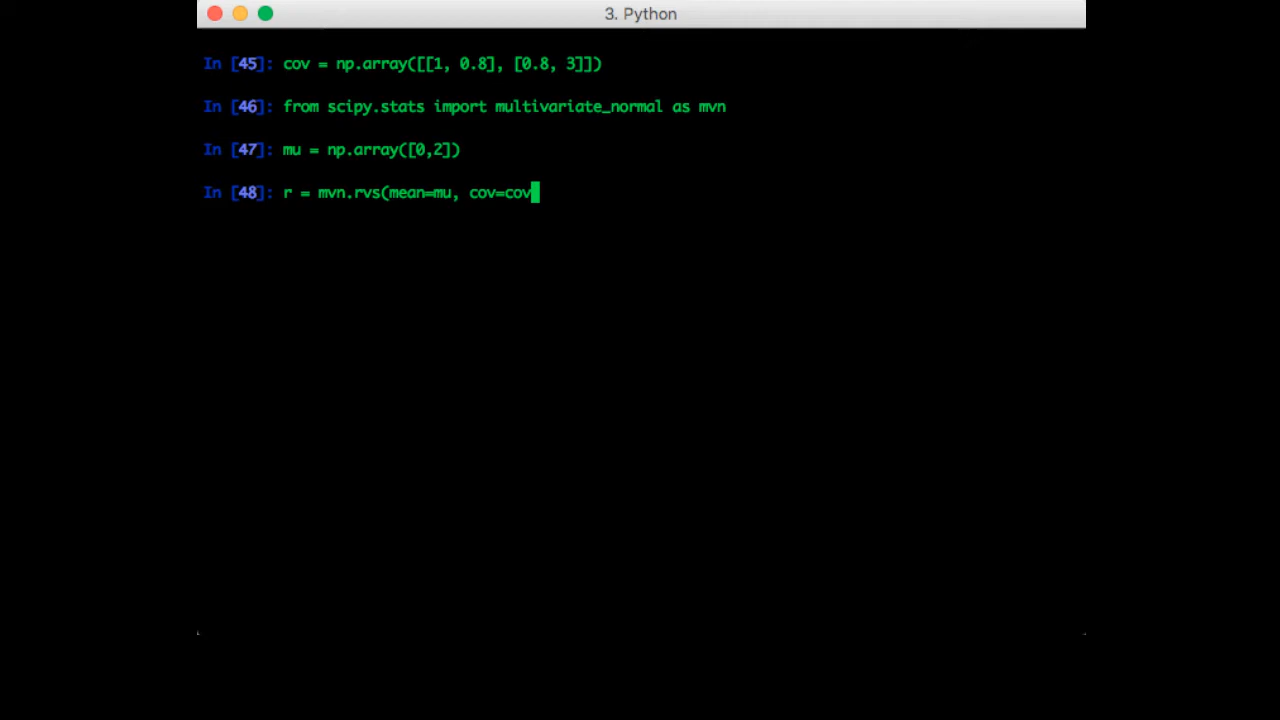 3. Python
In [45]: cov = np.array([[1, 0.8], [0.8, 3]])
In [46]: from scipy.stats import multivariate_normal as mvn
In [47]: mu = np.array([0,2])
In [48]: r = mvn.rvs(mean=mu, cov=cov